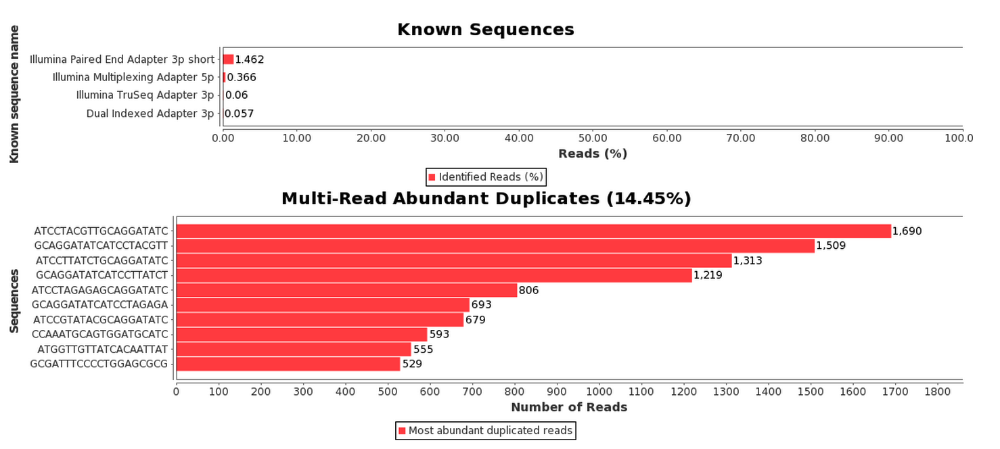 Known Sequences
Known sequence name
Illumina Paired End Adapter 3p short 1.462
Illumina Multiplexing Adapter 5p 0.366
Illumina TruSeq Adapter 3p 0.06
Dual Indexed Adapter 3p 0.057
0.00 10.00 20.00 30.00 40.00 50.00 60.00 70.00 80.00 90.00 100.0
Reads (%)
Identified Reads (%)
Multi-Read Abundant Duplicates (14.45%)
Sequences
ATCCTACGTTGCAGGATATC 1,690
GCAGGATATCATCCTACGTT 1,509
ATCCTTATCTGCAGGATATC 1,313
GCAGGATATCATCCTTATCT 1,219
ATCCTAGAGAGCAGGATATC 806
GCAGGATATCATCCTAGAGA 693
ATCCGTATACGCAGGATATC 679
CCAAATGCAGTGGATGCATC 593
ATGGTTGTTATCACAATTAT 555
GCGATTTCCCCTGGAGCGCG 529
0 100 200 300 400 500 600 700 800 900 1000 1100 1200 1300 1400 1500 1600 1700 1800
Number of Reads
Most abundant duplicated reads